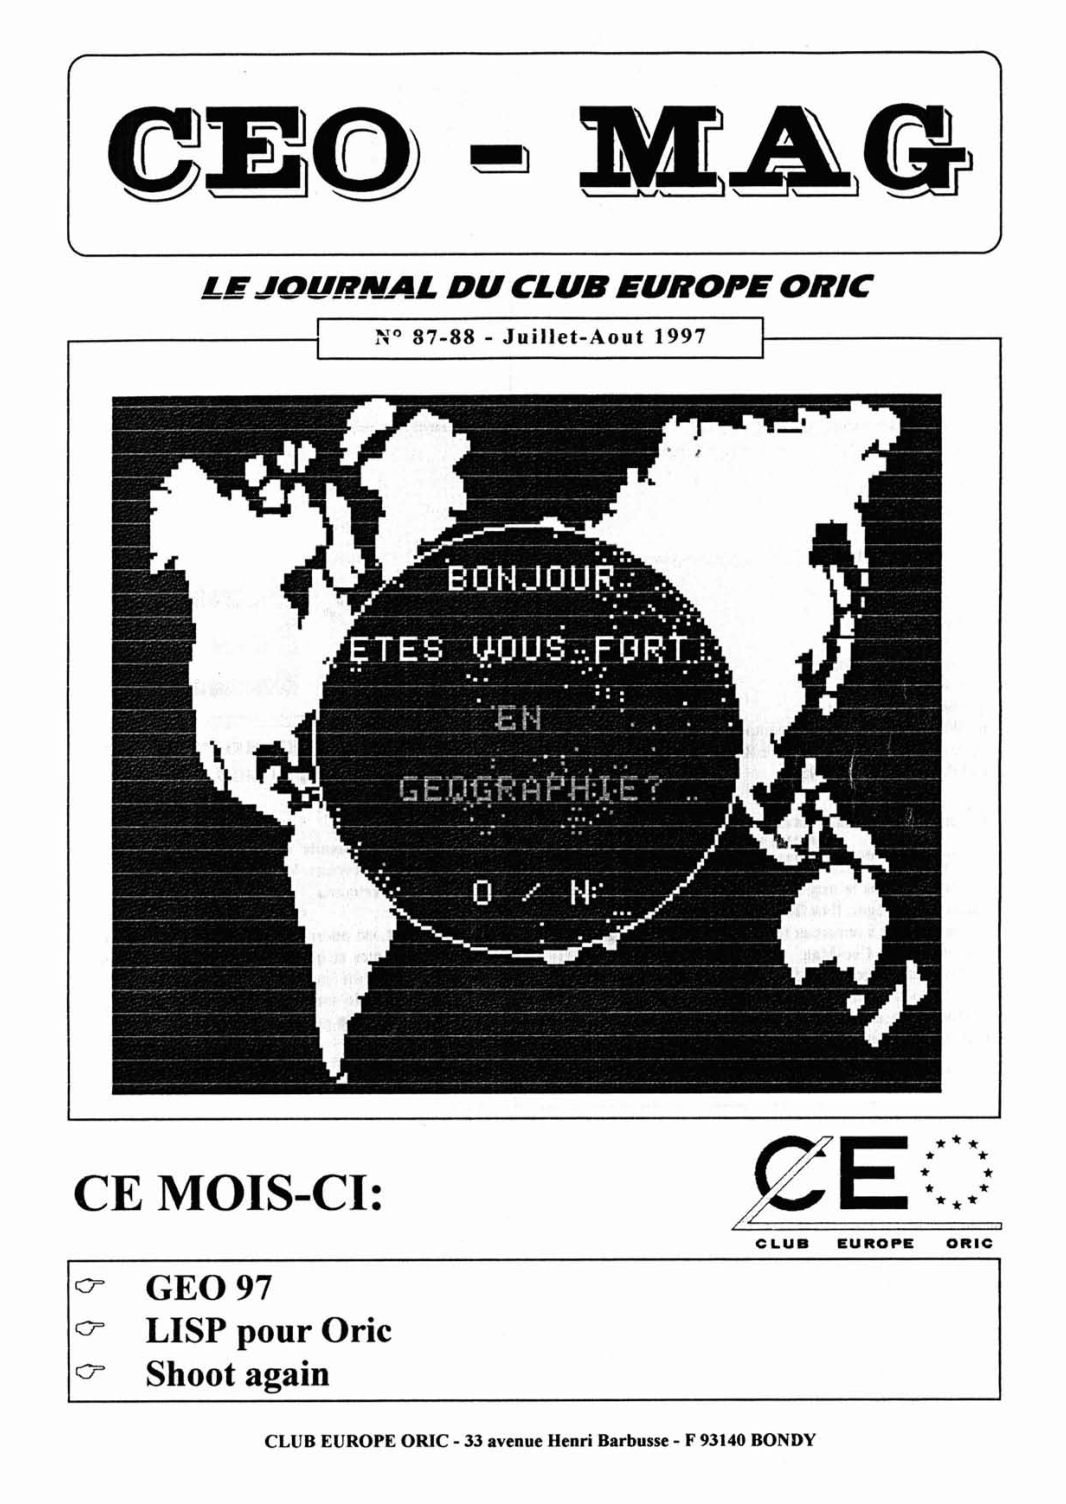 CEO - MAG
LE JOURNAL DU CLUB EUROPE ORIC
N° 87-88 - Juillet-Aout 1997
BONJOUR
ETES VOUS FORT
EN
GEOGRAPHIE?
O / N
CE MOIS-CI:
CEO
CLUB EUROPE ORIC
GEO 97
LISP pour Oric
Shoot again
CLUB EUROPE ORIC - 33 avenue Henri Barbusse - F 93140 BONDY